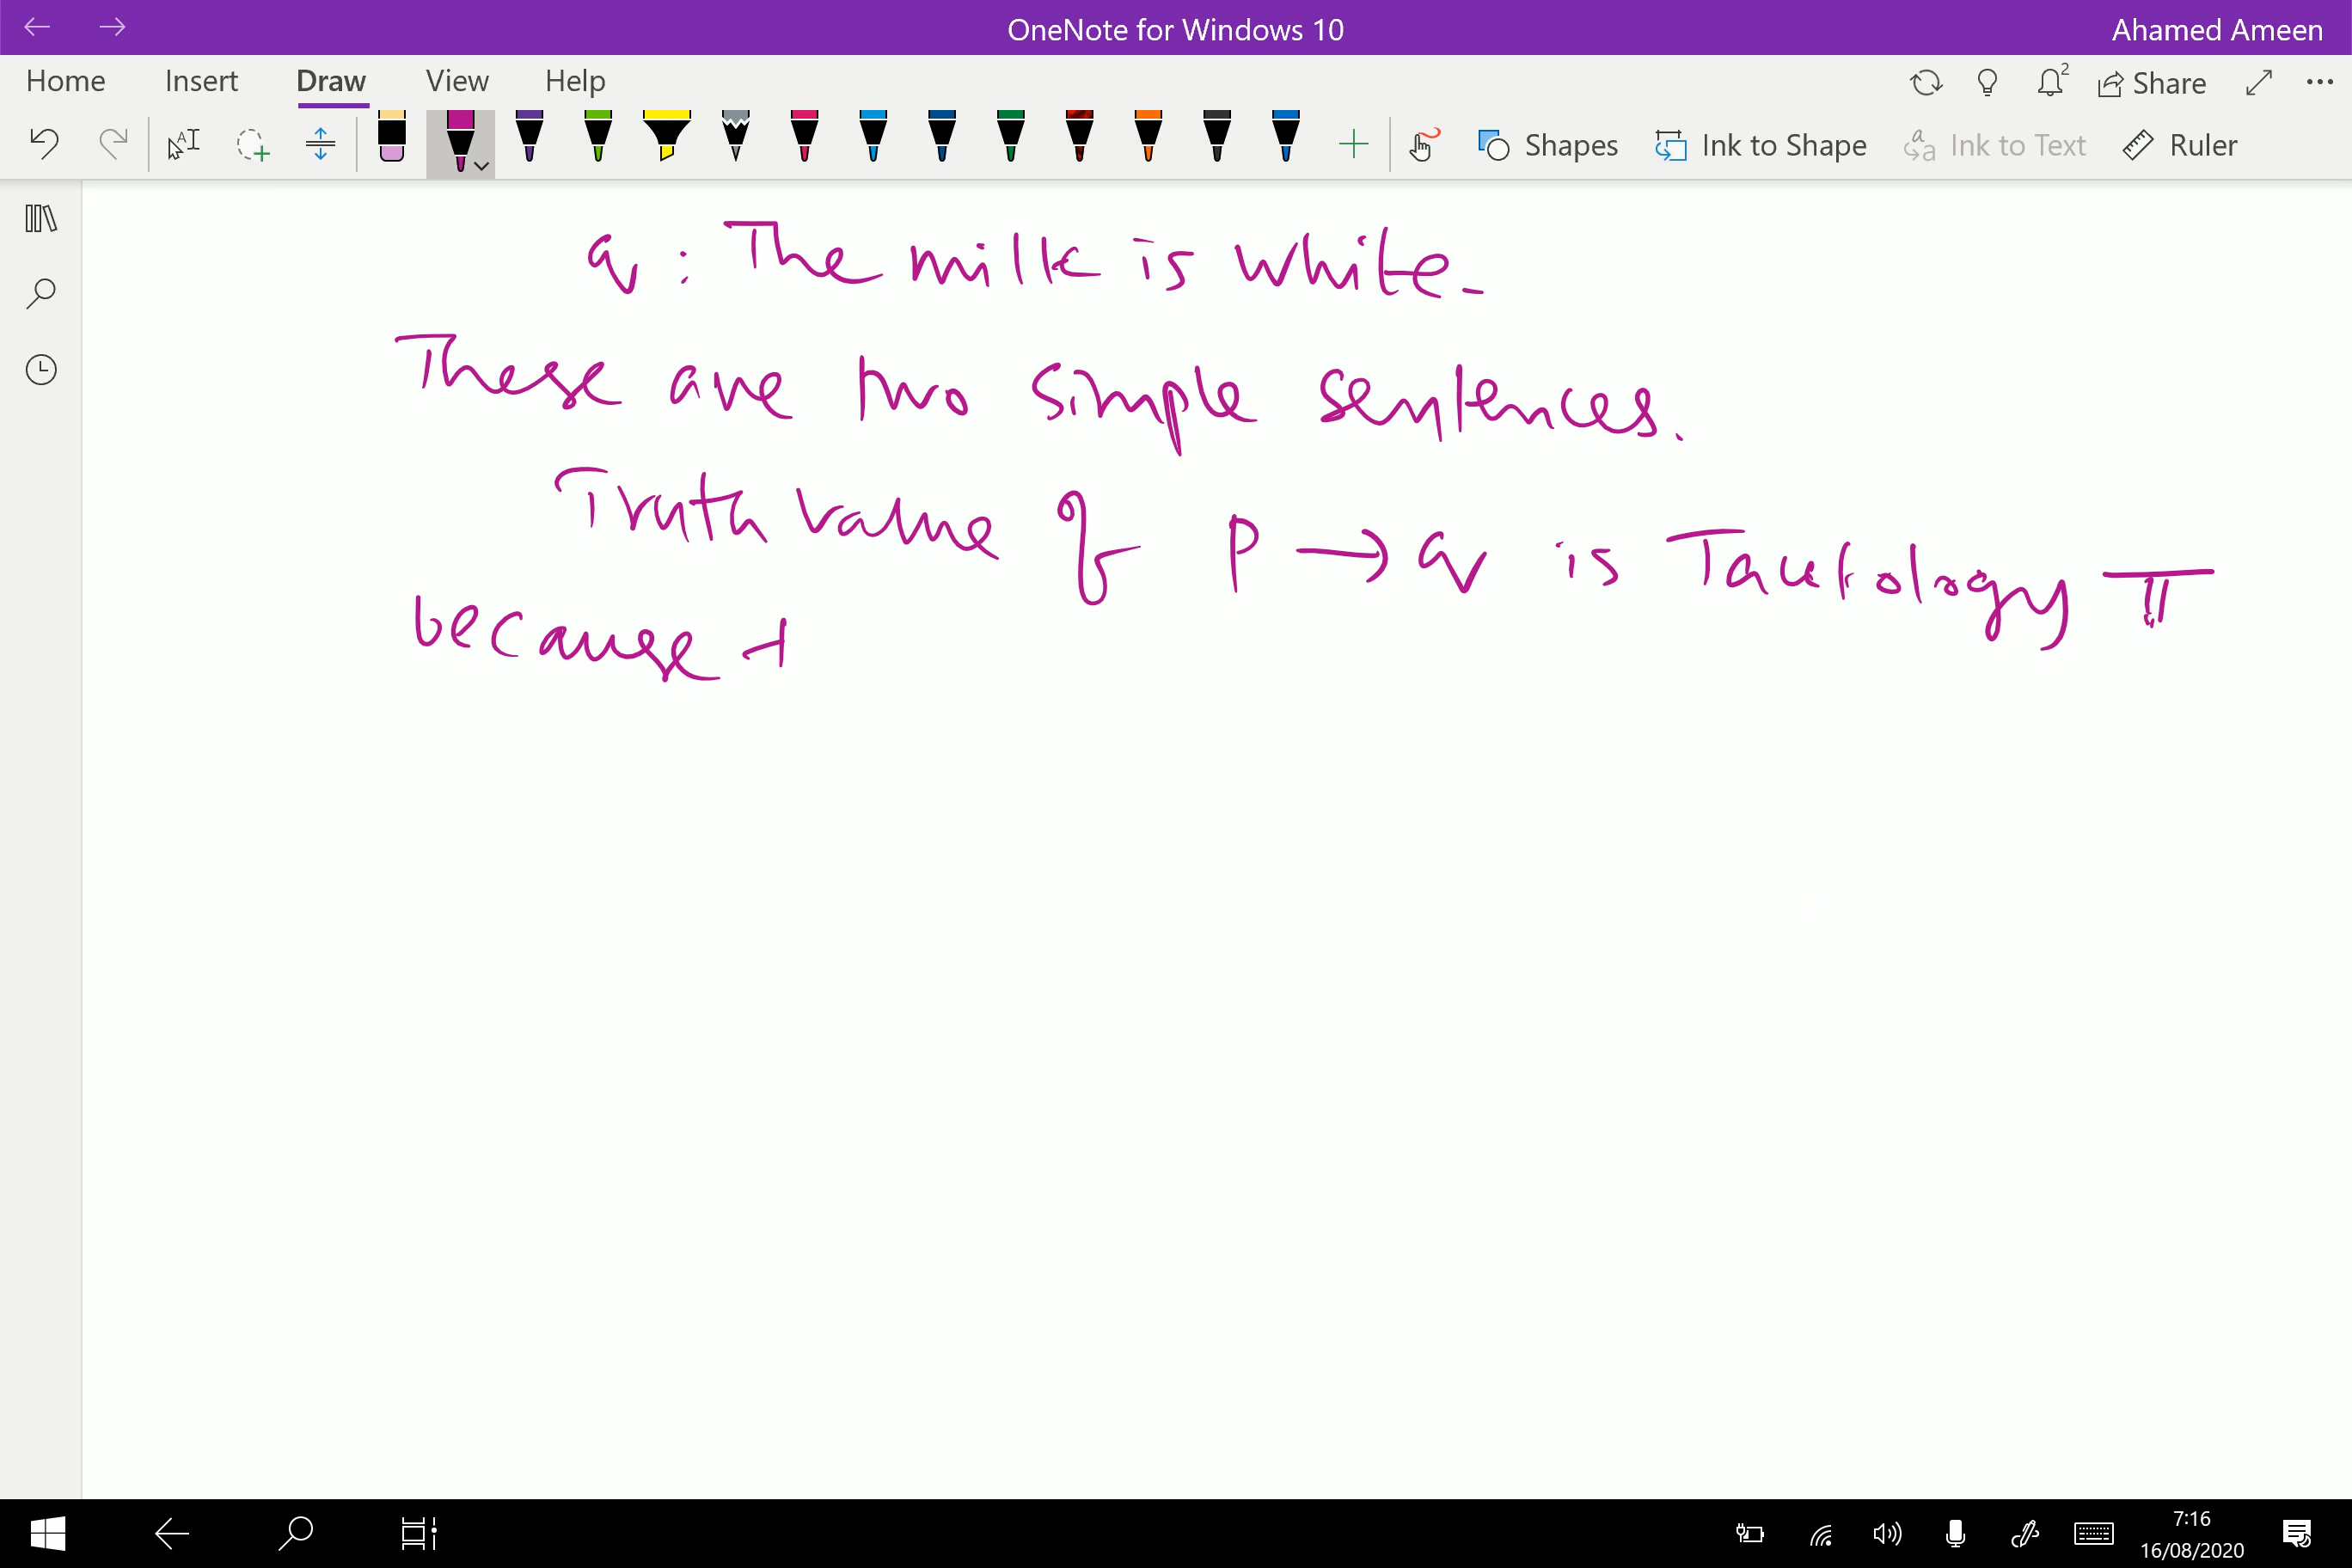 OneNote for Windows 10
Ahamed Ameen
Home Insert Draw View Help
2 Share
Shapes Ink to Shape Ink to Text Ruler
q : The milk is white.
These are two simple sentences.
Truth value of p → q is Tautology T
because t
7:16
16/08/2020